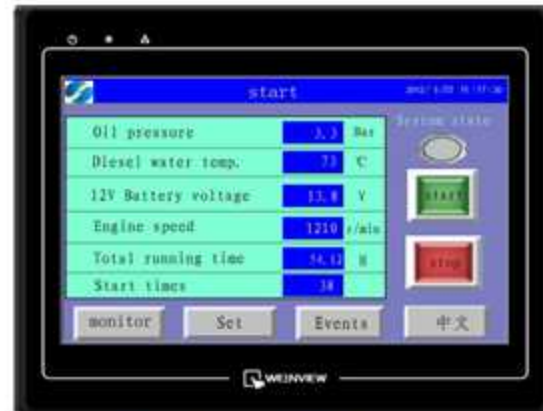 start
System state
Oil pressure 3.3 Bar
Diesel water temp. 73 ℃
12V Battery voltage 13.8 V
start
Engine speed 1210 r/min
Total running time 54.12 H
stop
Start times 38
monitor Set Events 中文
WEINVIEW